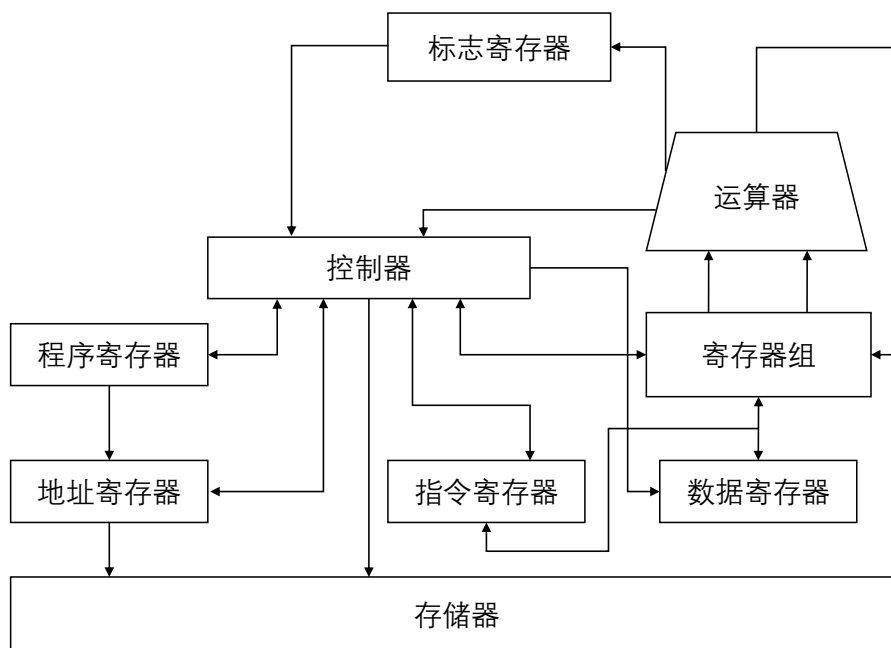 标志寄存器
运算器
控制器
程序寄存器
寄存器组
地址寄存器
指令寄存器
数据寄存器
存储器